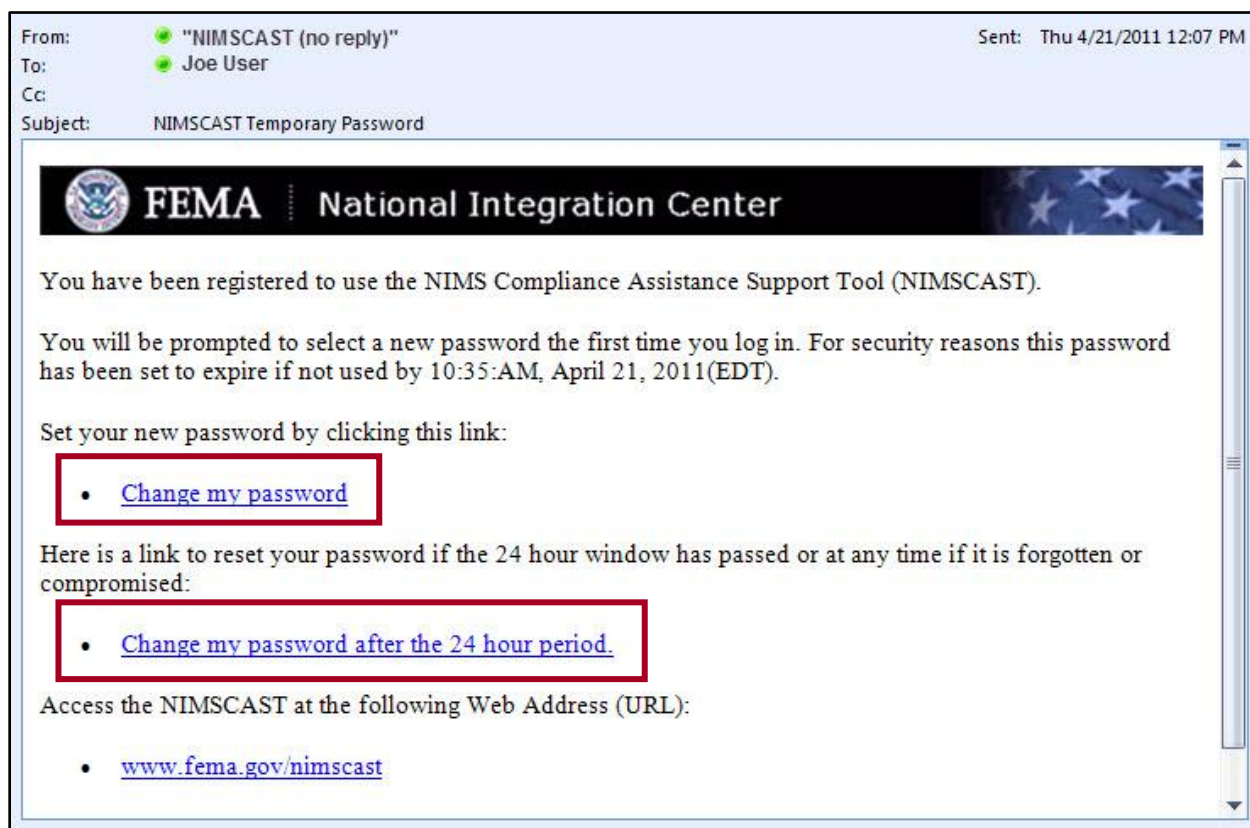 From: "NIMSCAST (no reply)" Sent: Thu 4/21/2011 12:07 PM
To: Joe User
Cc:
Subject: NIMSCAST Temporary Password
FEMA National Integration Center
You have been registered to use the NIMS Compliance Assistance Support Tool (NIMSCAST).
You will be prompted to select a new password the first time you log in. For security reasons this password
has been set to expire if not used by 10:35:AM, April 21, 2011(EDT).
Set your new password by clicking this link:
• Change my password
Here is a link to reset your password if the 24 hour window has passed or at any time if it is forgotten or
compromised:
• Change my password after the 24 hour period.
Access the NIMSCAST at the following Web Address (URL):
• www.fema.gov/nimscast